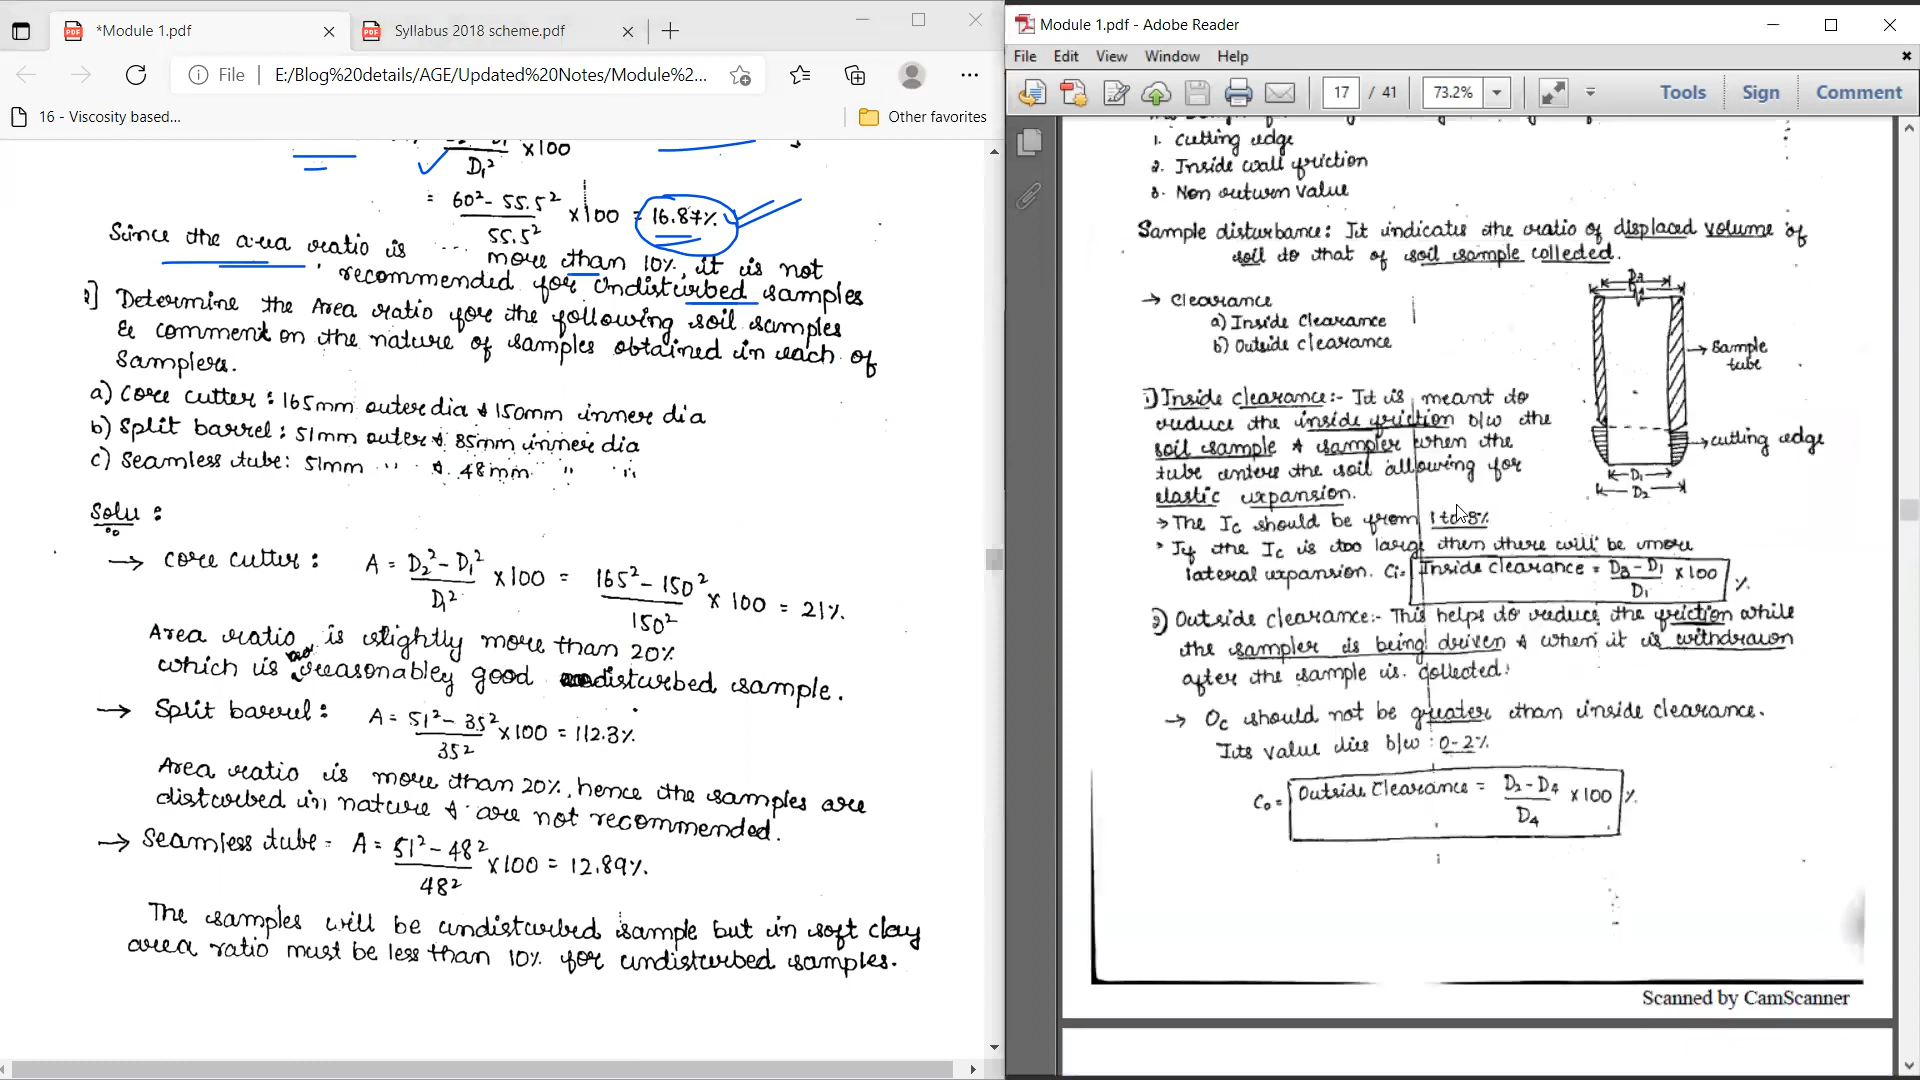 *Module 1.pdf
Syllabus 2018 scheme.pdf
File
E:/Blog%20details/AGE/Updated%20Notes/Module%2...
16 - Viscosity based...
Other favorites
×100
D₁²
= 60² - 55.5² / 55.5² ×100 = 16.87%.
Since the area ratio is more than 10%, it is not
recommended for Undisturbed samples
Determine the Area ratio for the following soil samples
& comment on the nature of samples obtained in each of
Samplers.
a) Core cutter : 165mm outer dia & 150mm inner dia
b) Split barrel : 51mm outer & 35mm inner dia
c) Seamless tube: 51mm " & 48mm " "
Solu :
→ core cutter : A = D₂² - D₁² / D₁² ×100 = 165² - 150² / 150² × 100 = 21%.
Area ratio is slightly more than 20%
which is reasonabley good disturbed sample.
→ Split barrel : A = 51² - 35² / 35² ×100 = 112.3%.
Area ratio is more than 20%, hence the samples are
disturbed in nature & are not recommended.
→ Seamless tube - A = 51² - 48² / 48² ×100 = 12.89%.
The samples will be undisturbed sample but in soft clay
area ratio must be less than 10% for undisturbed samples.
Module 1.pdf - Adobe Reader
File Edit View Window Help
17 / 41 73.2% Tools Sign Comment
1. Cutting edge
2. Inside wall friction
3. Non return value
Sample disturbance : It indicates the ratio of displaced volume of
soil to that of soil sample collected.
→ Clearance
a) Inside Clearance
b) Outside clearance
D₃
→ Sample
tube
→ cutting edge
D₁
D₂
1) Inside clearance :- It is meant to
reduce the inside friction b/w the
soil sample & sampler when the
tube enters the soil allowing for
elastic expansion.
→ The Ic should be from 1 to 3%
If the Ic is too large then there will be more
lateral expansion. Ci = Inside clearance = D3 - D1 / D1 ×100 %.
2) Outside clearance :- This helps to reduce the friction while
the sampler is being driven & when it is withdrawn
after the sample is collected.
→ Oc should not be greater than inside clearance.
Its value lies b/w 0-2%.
Co = Outside Clearance = D₂ - D₄ / D₄ ×100 %.
Scanned by CamScanner